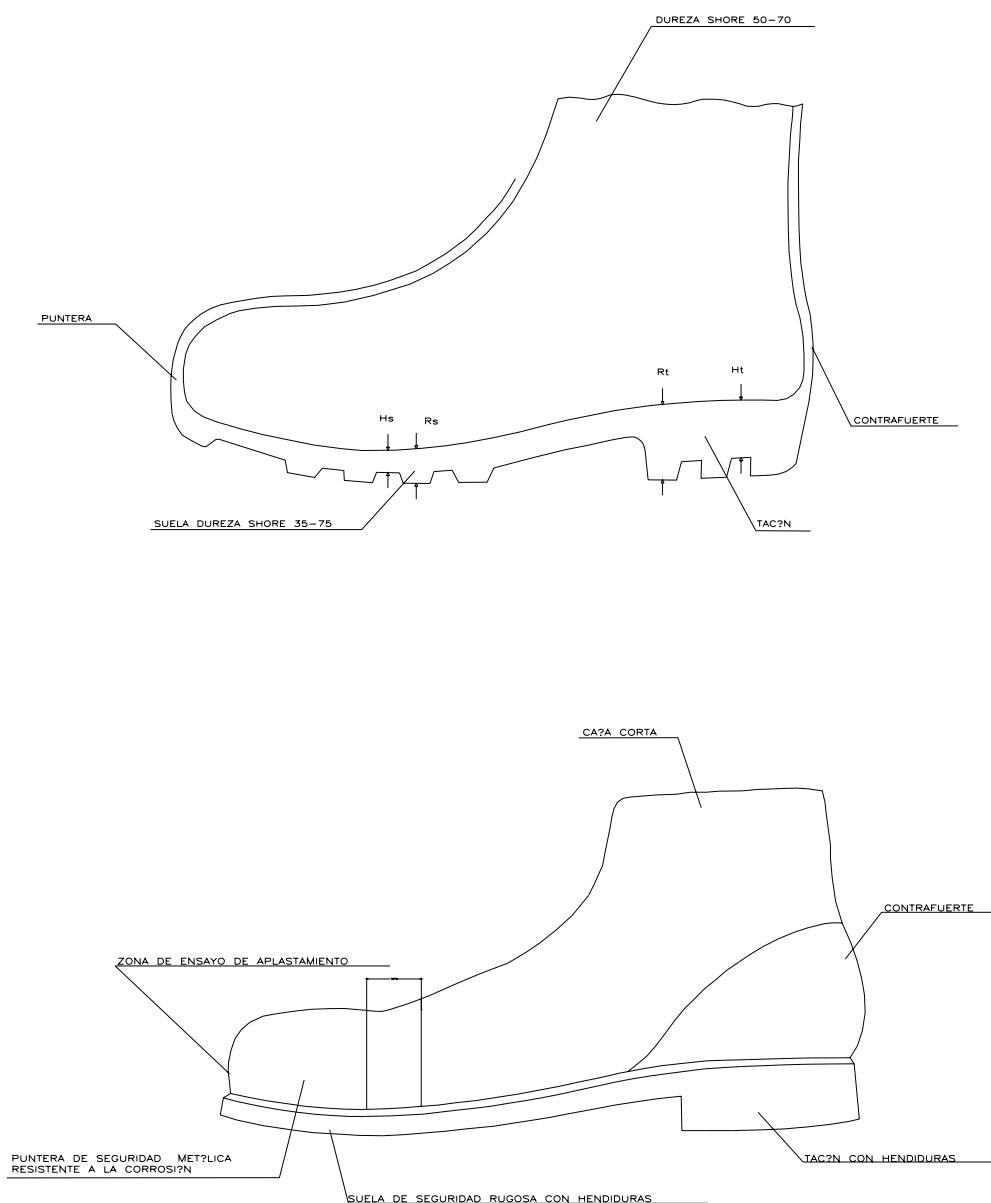 DUREZA SHORE 50-70
PUNTERA
Rt
Ht
Hs
Rs
CONTRAFUERTE
SUELA DUREZA SHORE 35-75
TAC?N
CA?A CORTA
CONTRAFUERTE
ZONA DE ENSAYO DE APLASTAMIENTO
PUNTERA DE SEGURIDAD MET?LICA
RESISTENTE A LA CORROSI?N
TAC?N CON HENDIDURAS
SUELA DE SEGURIDAD RUGOSA CON HENDIDURAS